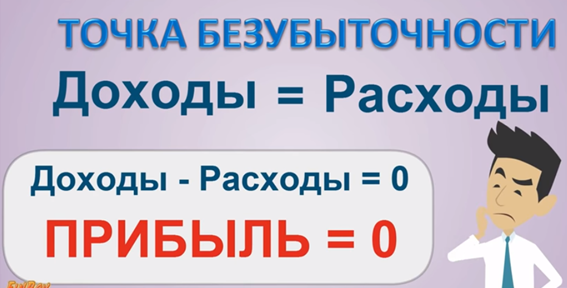 ТОЧКА БЕЗУБЫТОЧНОСТИ
Доходы = Расходы
Доходы - Расходы = 0
ПРИБЫЛЬ = 0